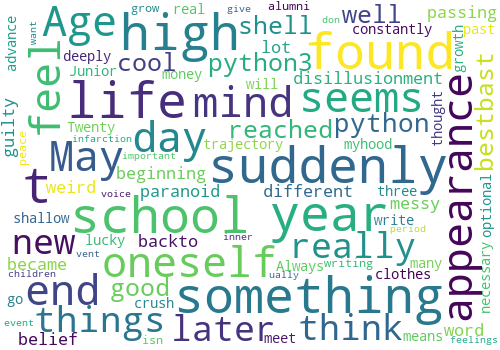 grow real give alumni don
advance want Age high shell well passing past
deeply cool lot python3 constantly
Junior money will disillusionment growth
guilty feel Twenty life mind seems bestbast
peace infarction day reached python thought
May important trajectory myhood
weird beginning suddenly appearance
t paranoid different three messy
shallow school year write necessary optional
new lucky backto really voice period
became oneself Always inner many
go end good vent writing clothes
children crush something ually
things later think means word
event belief isn meet feelings
found